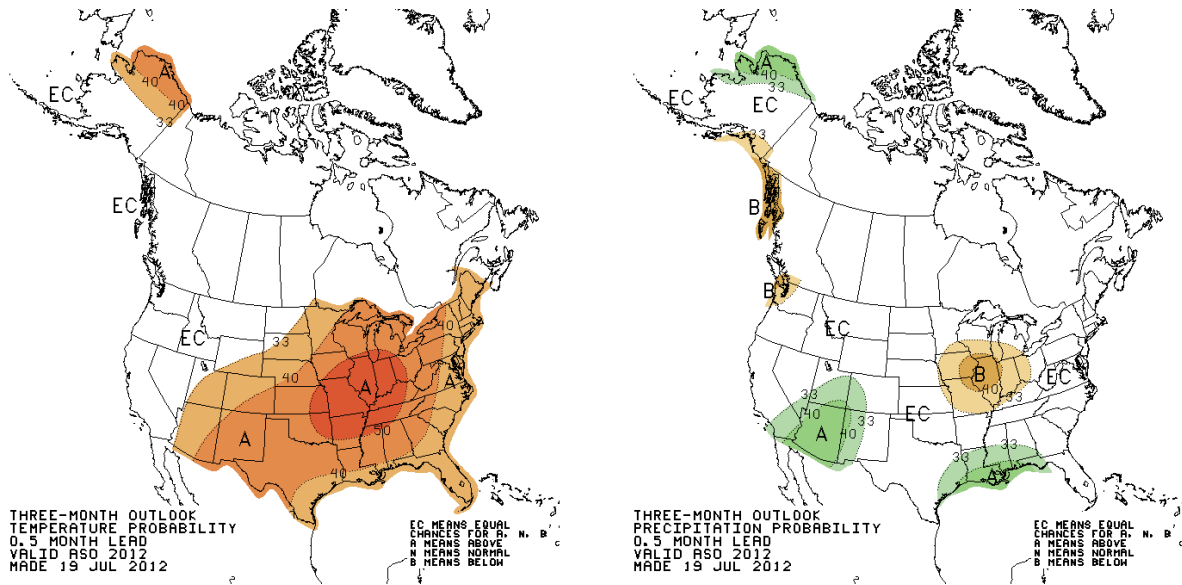 A
40
40
33
EC
EC
EC
33
40
40
A
A
A
50
40
THREE-MONTH OUTLOOK
TEMPERATURE PROBABILITY
0.5 MONTH LEAD
VALID ASO 2012
MADE 19 JUL 2012
EC MEANS EQUAL
CHANCES FOR A, N, B
A MEANS ABOVE
N MEANS NORMAL
B MEANS BELOW
A
40
33
EC
EC
33
B
B
EC
B
40
33
EC
33
40
A
40
33
EC
33
33
A
THREE-MONTH OUTLOOK
PRECIPITATION PROBABILITY
0.5 MONTH LEAD
VALID ASO 2012
MADE 19 JUL 2012
EC MEANS EQUAL
CHANCES FOR A, N, B
A MEANS ABOVE
N MEANS NORMAL
B MEANS BELOW